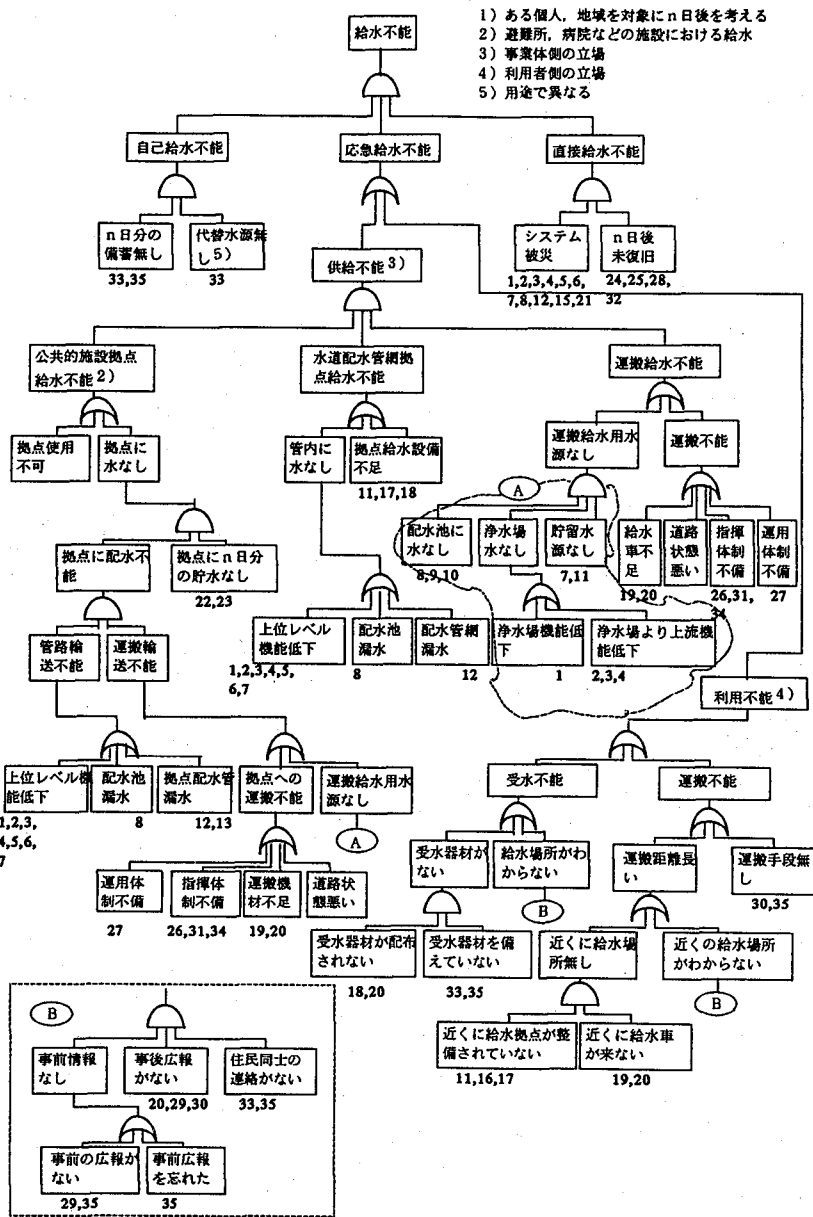 1）ある個人，地域を対象にｎ日後を考える
2）避難所，病院などの施設における給水
3）事業体側の立場
4）利用者側の立場
5）用途で異なる
給水不能
自己給水不能
応急給水不能
直接給水不能
ｎ日分の
備蓄無し
33,35
代替水源無
し5）
33
システム
被災
1,2,3,4,5,6,
7,8,12,15,21
ｎ日後
未復旧
24,25,28,
32
供給不能3）
公共的施設拠点
給水不能2）
水道配水管網拠
点給水不能
運搬給水不能
拠点使用
不可
拠点に
水なし
管内に
水なし
拠点給水設備
不足
11,17,18
運搬給水用水
源なし
運搬不能
A
配水池に
水なし
8,9,10
浄水場
水なし
貯留水
源なし
7,11
給水
車不
足
19,20
道路
状態
悪い
指揮
体制
不備
26,31,
34
運用
体制
不備
27
拠点に配水不
能
拠点にｎ日分
の貯水なし
22,23
管路輸
送不能
運搬輸
送不能
上位レベル
機能低下
1,2,3,4,5,
6,7
配水池
漏水
8
配水管網
漏水
12
浄水場機能低
下
1
浄水場より上流機
能低下
2,3,4
利用不能4）
上位レベル機
能低下
1,2,3,
4,5,6,
7
配水池
漏水
8
拠点配水管
漏水
12,13
拠点への
運搬不能
運搬給水用水
源なし
A
運用体
制不備
27
指揮体
制不備
26,31,34
運搬機
材不足
19,20
道路状
態悪い
受水不能
運搬不能
受水器材が
ない
給水場所がわ
からない
B
運搬距離長
い
運搬手段無
し
30,35
受水器材が配布
されない
18,20
受水器材を備
えていない
33,35
近くに給水場
所無し
近くの給水場所
がわからない
B
近くに給水拠点が整
備されていない
11,16,17
近くに給水車
が来ない
19,20
B
事前情報
なし
事後広報
がない
20,29,30
住民同士の
連絡がない
33,35
事前の広報が
ない
29,35
事前広報
を忘れた
35